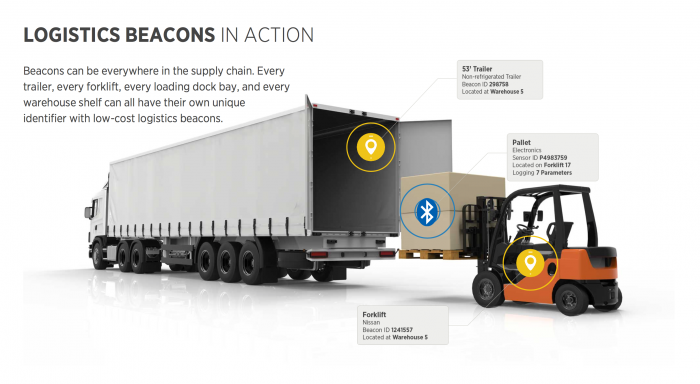 LOGISTICS BEACONS IN ACTION
Beacons can be everywhere in the supply chain. Every
trailer, every forklift, every loading dock bay, and every
warehouse shelf can all have their own unique
identifier with low-cost logistics beacons.
53' Trailer
Non-refrigerated Trailer
Beacon ID 298758
Located at Warehouse 5
Pallet
Electronics
Sensor ID P4983759
Located on Forklift 17
Logging 7 Parameters
Forklift
Nissan
Beacon ID 1241557
Located at Warehouse 5